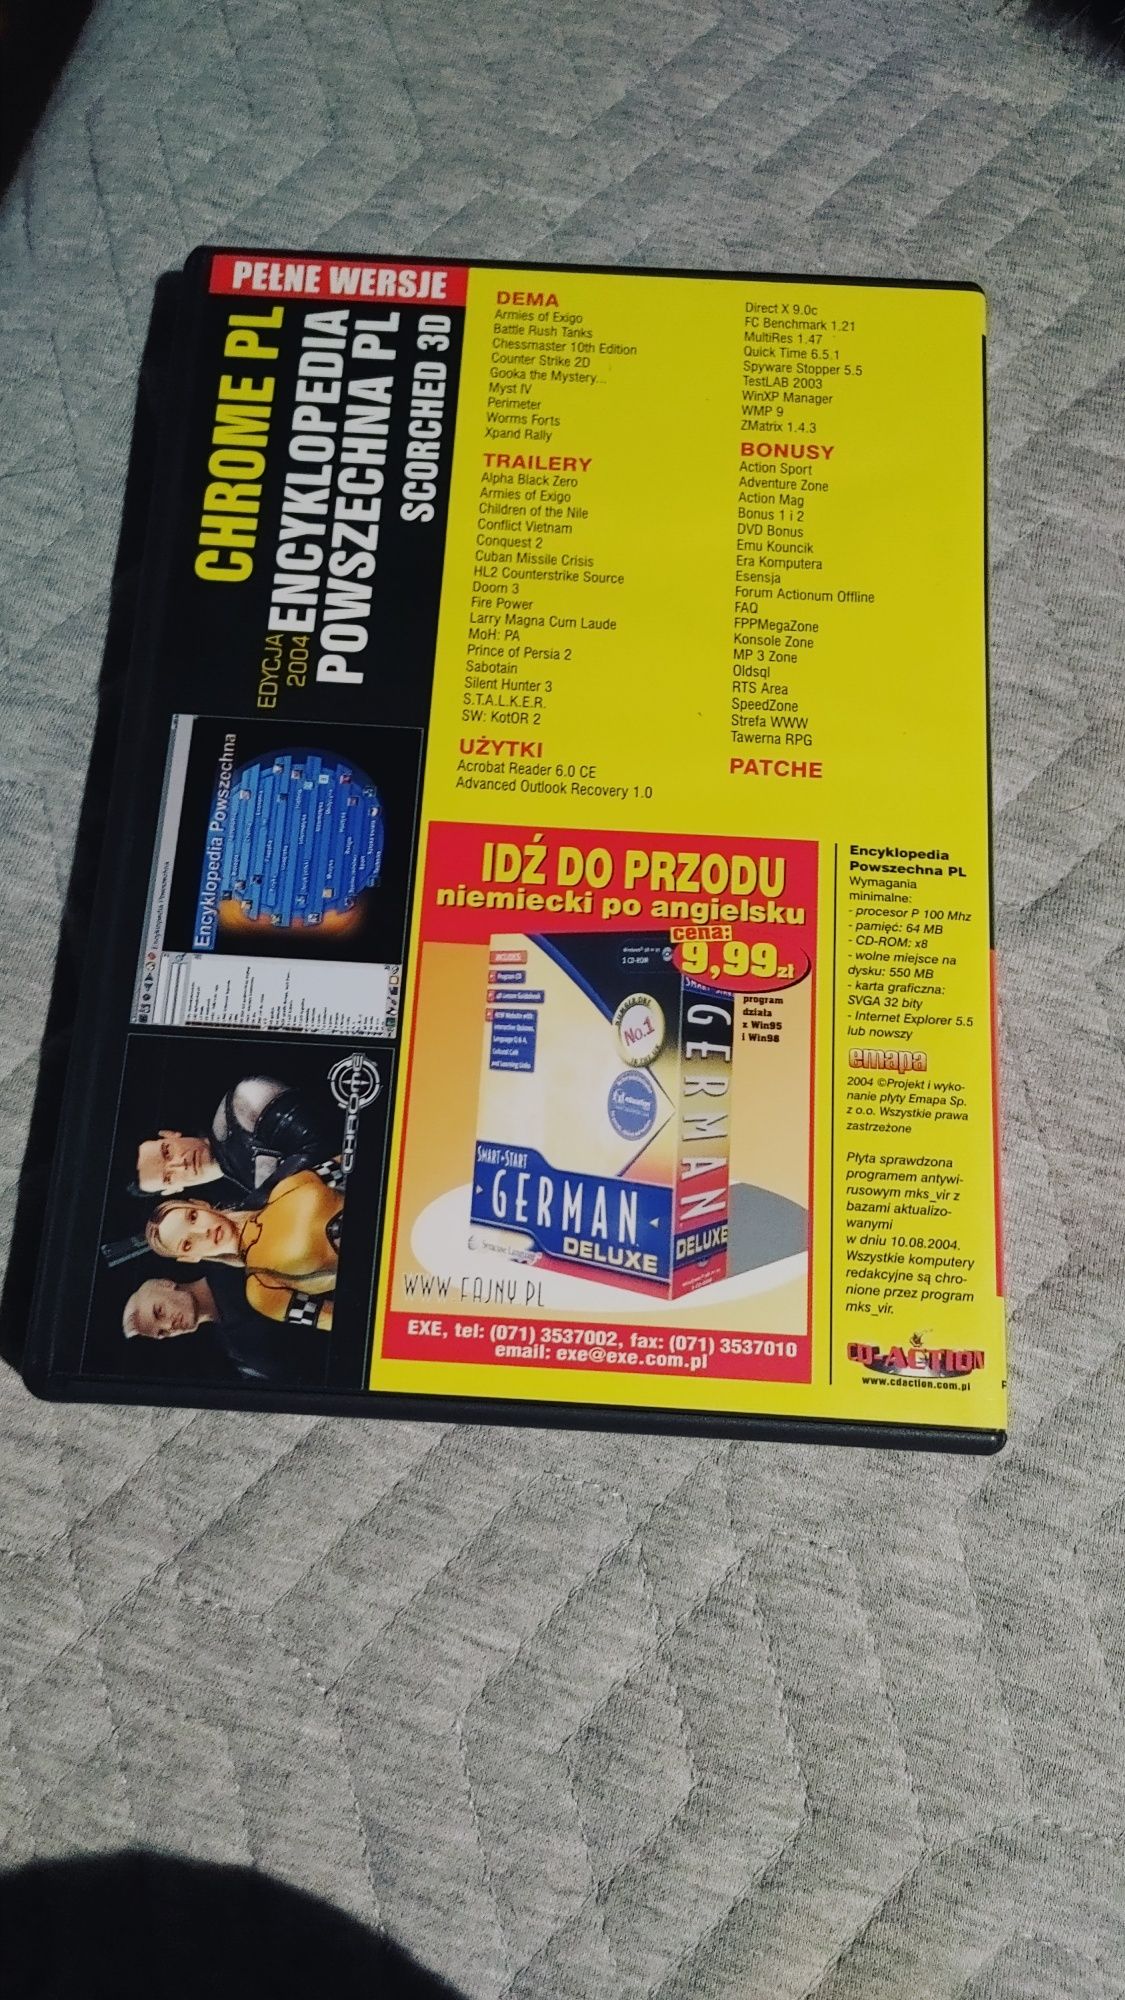 PEŁNE WERSJE
CHROME PL
EDYCJA
2004
ENCYKLOPEDIA
POWSZECHNA PL
SCORCHED 3D
Encyklopedia Powszechna
CHROME
DEMA
Armies of Exigo
Battle Rush Tanks
Chessmaster 10th Edition
Counter Strike 2D
Gooka the Mystery...
Myst IV
Perimeter
Worms Forts
Xpand Rally
TRAILERY
Alpha Black Zero
Armies of Exigo
Children of the Nile
Conflict Vietnam
Conquest 2
Cuban Missile Crisis
HL2 Counterstrike Source
Doom 3
Fire Power
Larry Magna Cum Laude
MoH: PA
Prince of Persia 2
Sabotain
Silent Hunter 3
S.T.A.L.K.E.R.
SW: KotOR 2
UŻYTKI
Acrobat Reader 6.0 CE
Advanced Outlook Recovery 1.0
Direct X 9.0c
FC Benchmark 1.21
MultiRes 1.47
Quick Time 6.5.1
Spyware Stopper 5.5
TestLAB 2003
WinXP Manager
WMP 9
ZMatrix 1.4.3
BONUSY
Action Sport
Adventure Zone
Action Mag
Bonus 1 i 2
DVD Bonus
Emu Kouncik
Era Komputera
Esensja
Forum Actionum Offline
FAQ
FPPMegaZone
Konsole Zone
MP 3 Zone
Oldsql
RTS Area
SpeedZone
Strefa WWW
Tawerna RPG
PATCHE
IDŹ DO PRZODU
niemiecki po angielsku
cena:
9,99zł
program
działa
z Win95
i Win98
INCLUDES:
Program CD
No.1
SMART-START
GERMAN
DELUXE
GERMAN
DELUXE
WWW.FAJNY.PL
EXE, tel: (071) 3537002, fax: (071) 3537010
email: exe@exe.com.pl
Encyklopedia
Powszechna PL
Wymagania
minimalne:
- procesor P 100 Mhz
- pamięć: 64 MB
- CD-ROM: x8
- wolne miejsce na
dysku: 550 MB
- karta graficzna:
SVGA 32 bity
- Internet Explorer 5.5
lub nowszy
emapa
2004 ©Projekt i wyko-
nanie płyty Emapa Sp.
z o.o. Wszystkie prawa
zastrzeżone
Płyta sprawdzona
programem antywi-
rusowym mks_vir z
bazami aktualizo-
wanymi
w dniu 10.08.2004.
Wszystkie komputery
redakcyjne są chro-
nione przez program
mks_vir.
CD-ACTION
www.cdaction.com.pl